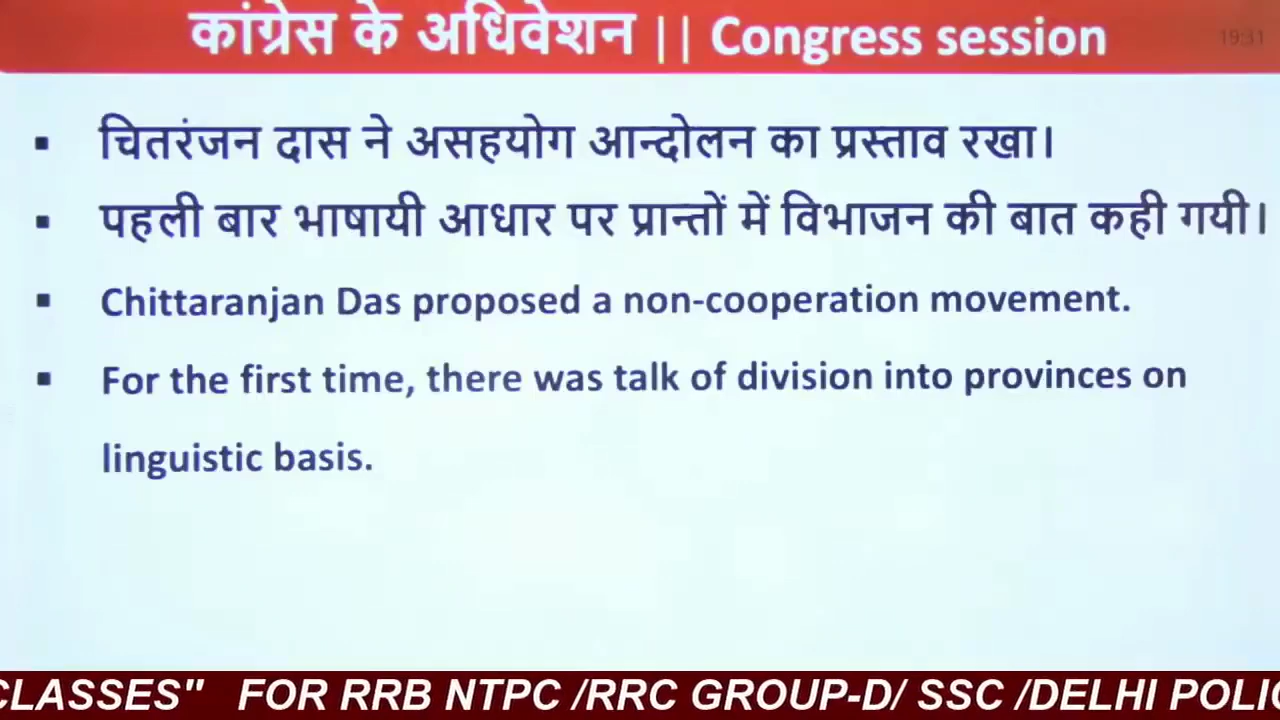 कांग्रेस के अधिवेशन || Congress session
19:31
▪ चितरंजन दास ने असहयोग आन्दोलन का प्रस्ताव रखा।
▪ पहली बार भाषायी आधार पर प्रान्तों में विभाजन की बात कही गयी।
▪ Chittaranjan Das proposed a non-cooperation movement.
▪ For the first time, there was talk of division into provinces on
linguistic basis.
CLASSES" FOR RRB NTPC /RRC GROUP-D/ SSC /DELHI POLIC